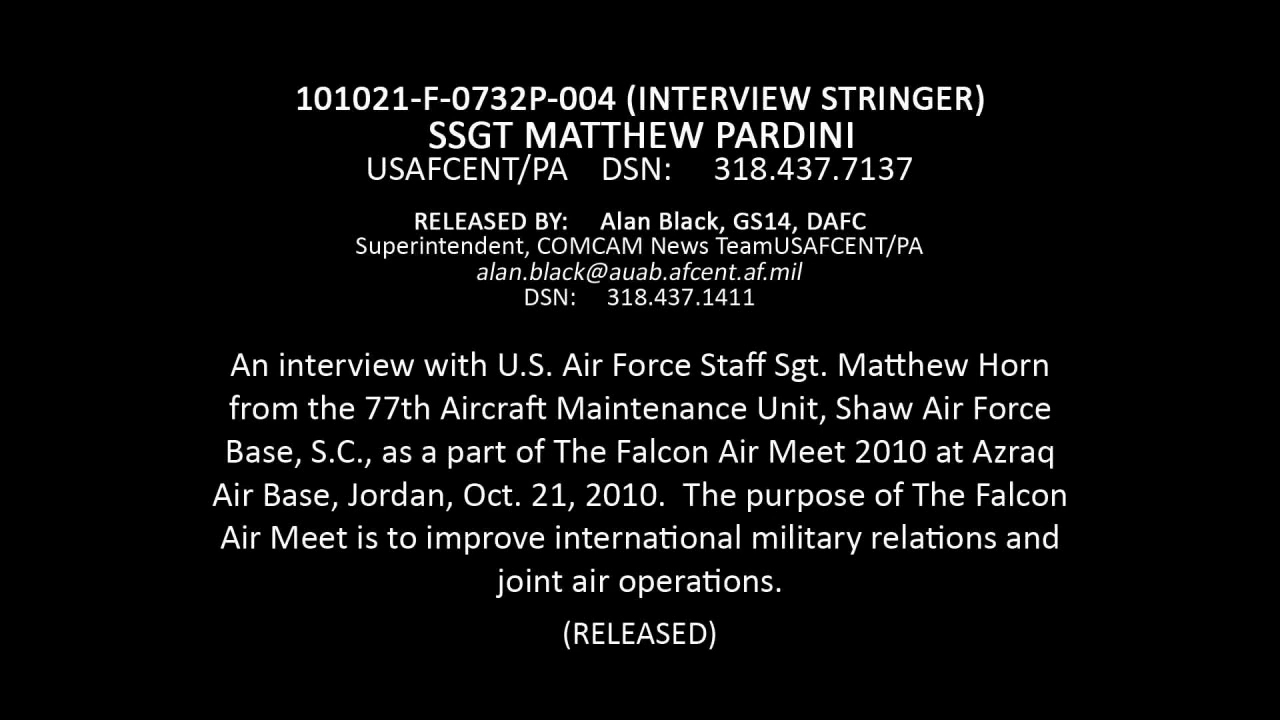 101021-F-0732P-004 (INTERVIEW STRINGER)
SSGT MATTHEW PARDINI
USAFCENT/PA DSN: 318.437.7137
RELEASED BY: Alan Black, GS14, DAFC
Superintendent, COMCAM News TeamUSAFCENT/PA
alan.black@auab.afcent.af.mil
DSN: 318.437.1411
An interview with U.S. Air Force Staff Sgt. Matthew Horn
from the 77th Aircraft Maintenance Unit, Shaw Air Force
Base, S.C., as a part of The Falcon Air Meet 2010 at Azraq
Air Base, Jordan, Oct. 21, 2010. The purpose of The Falcon
Air Meet is to improve international military relations and
joint air operations.
(RELEASED)